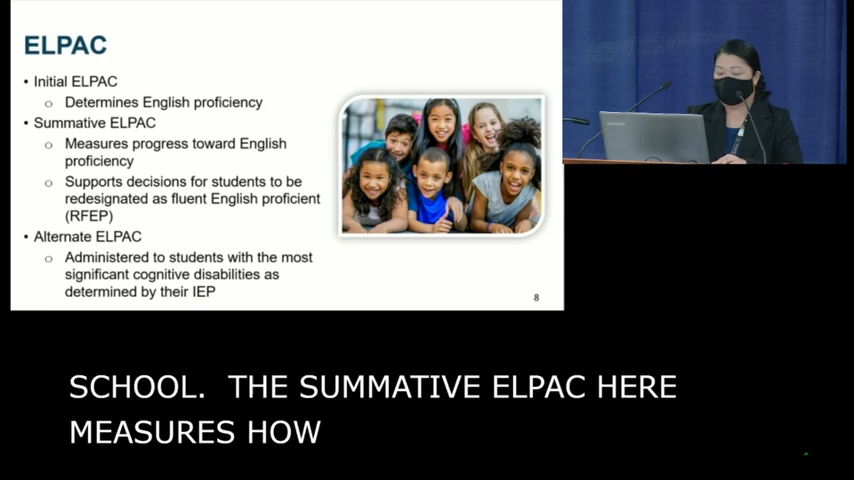 ELPAC
• Initial ELPAC
o Determines English proficiency
• Summative ELPAC
o Measures progress toward English
proficiency
o Supports decisions for students to be
redesignated as fluent English proficient
(RFEP)
• Alternate ELPAC
o Administered to students with the most
significant cognitive disabilities as
determined by their IEP
8
SCHOOL. THE SUMMATIVE ELPAC HERE
MEASURES HOW